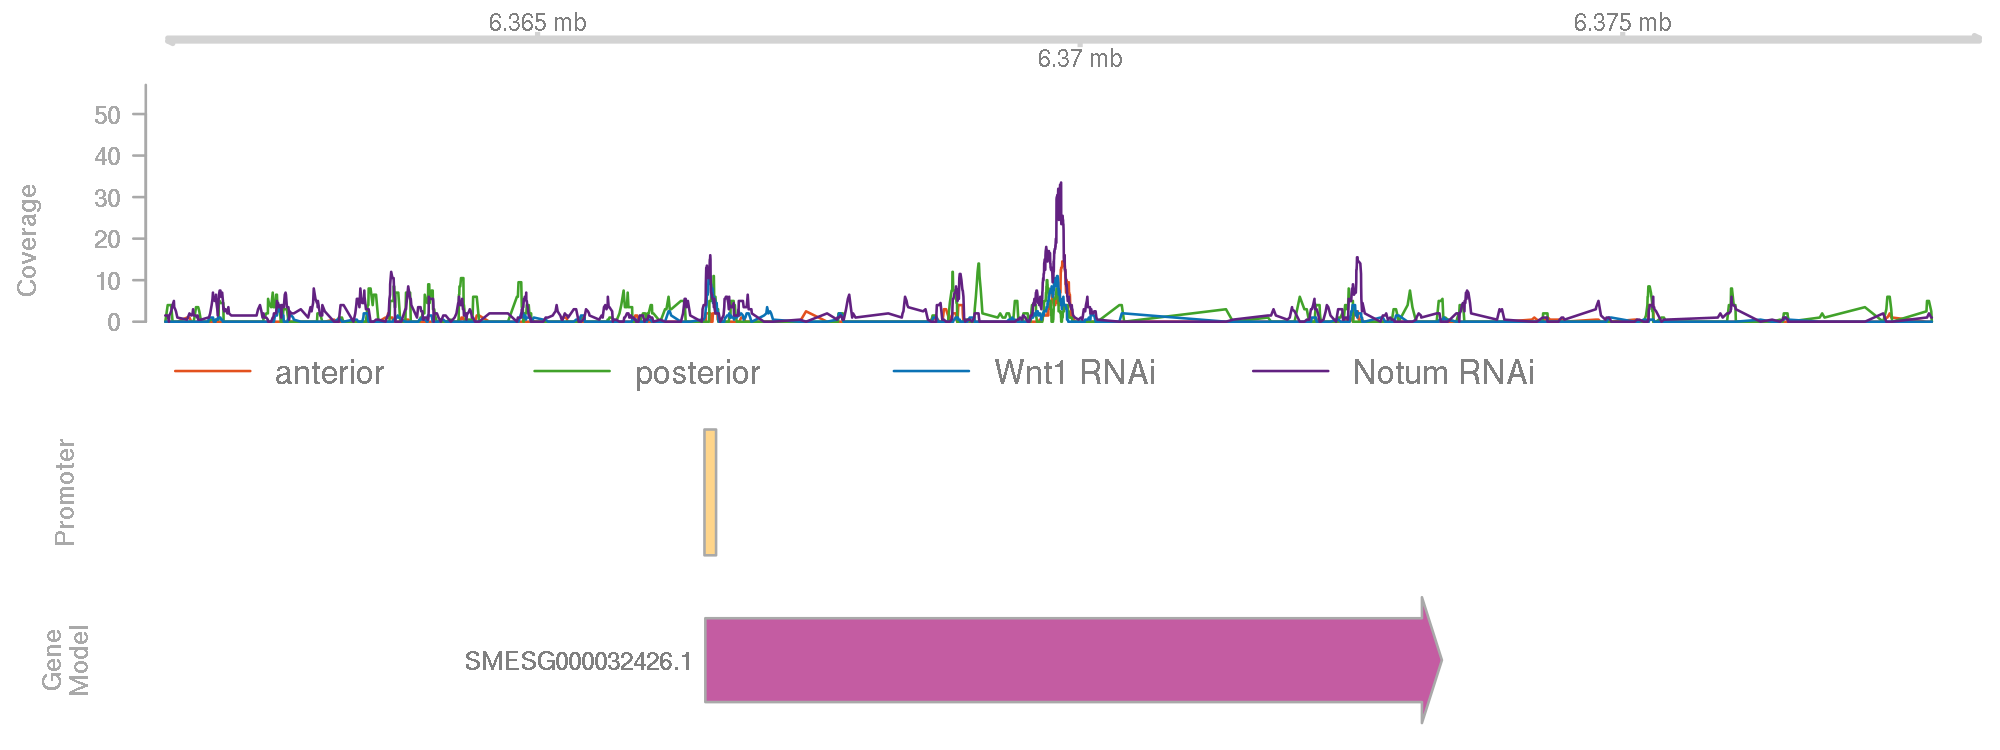 6.365 mb
6.375 mb
6.37 mb
Coverage
50
40
30
20
10
0
anterior
posterior
Wnt1 RNAi
Notum RNAi
Promoter
Gene
Model
SMESG000032426.1